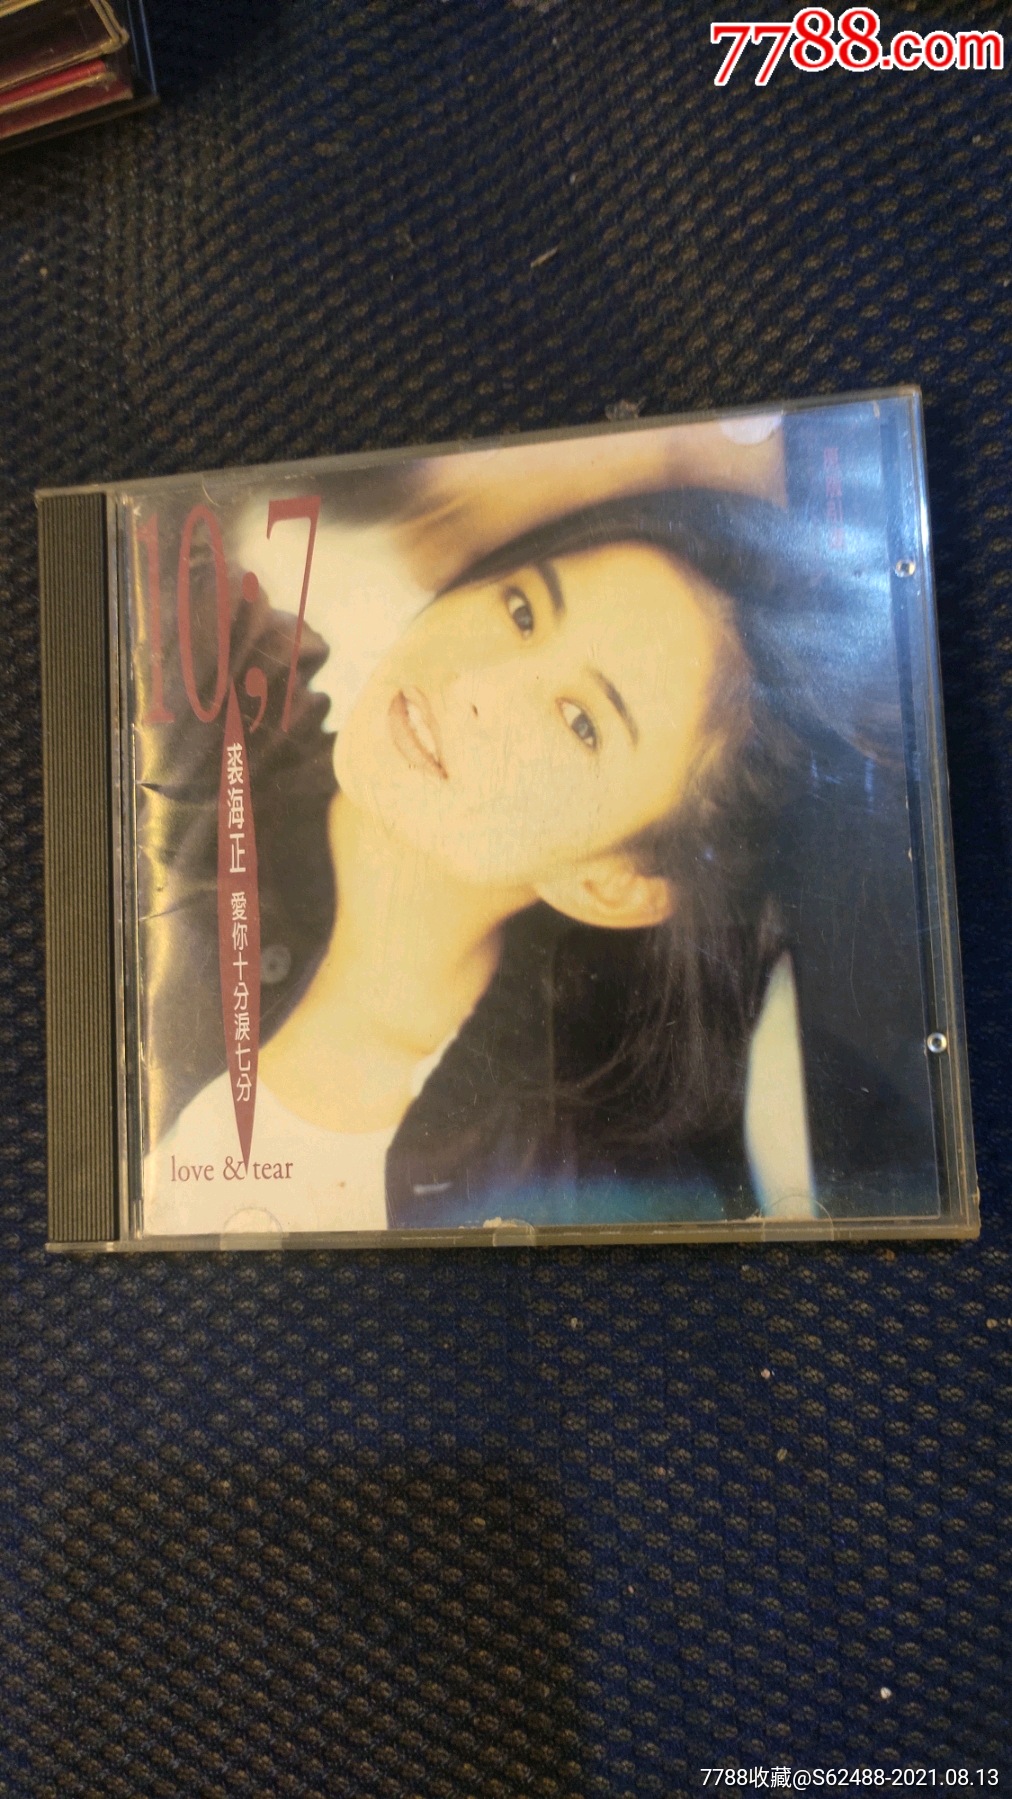 7788.com
10;7
裘海正 愛你十分淚七分
love & tear
7788收藏@S62488-2021.08.13